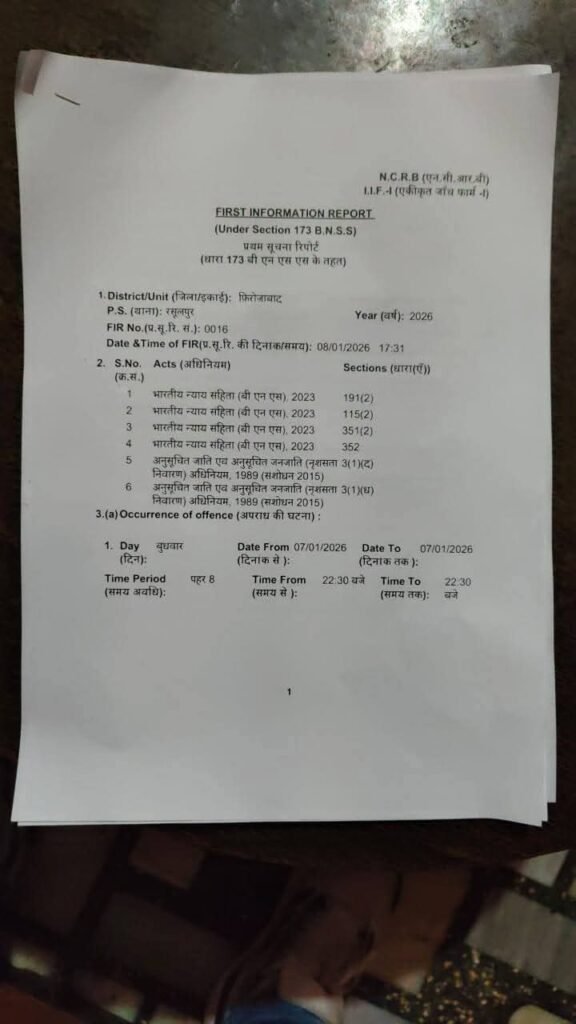 N.C.R.B (एन.सी.आर.बी)
I.I.F.-I (एकीकृत जाँच फार्म -I)
FIRST INFORMATION REPORT
(Under Section 173 B.N.S.S)
प्रथम सूचना रिपोर्ट
(धारा 173 बी एन एस एस के तहत)
1. District/Unit (जिला/इकाई): फ़िरोजाबाद
P.S. (थाना): रसूलपुर Year (वर्ष): 2026
FIR No.(प्र.सू.रि. सं.): 0016
Date &Time of FIR(प्र.सू.रि. की दिनांक/समय): 08/01/2026 17:31
2. S.No. Acts (अधिनियम) Sections (धारा(एँ))
(क.सं.)
1 भारतीय न्याय संहिता (बी एन एस), 2023 191(2)
2 भारतीय न्याय संहिता (बी एन एस), 2023 115(2)
3 भारतीय न्याय संहिता (बी एन एस), 2023 351(2)
4 भारतीय न्याय संहिता (बी एन एस), 2023 352
5 अनुसूचित जाति एव अनुसूचित जनजाति (नृशसता 3(1)(द)
निवारण) अधिनियम, 1989 (सशोधन 2015)
6 अनुसूचित जाति एव अनुसूचित जनजाति (नृशसता 3(1)(ध)
निवारण) अधिनियम, 1989 (सशोधन 2015)
3.(a) Occurrence of offence (अपराध की घटना) :
1. Day बुधवार Date From 07/01/2026 Date To 07/01/2026
(दिन): (दिनाक से ): (दिनाक तक ):
Time Period पहर 8 Time From 22:30 बजे Time To 22:30
(समय अवधि): (समय से ): (समय तक): बजे
1